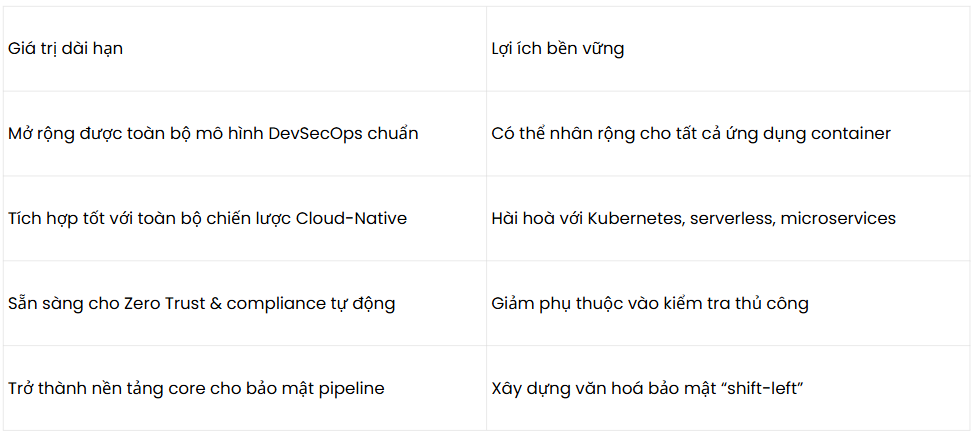 Giá trị dài hạn
Lợi ích bền vững
Mở rộng được toàn bộ mô hình DevSecOps chuẩn
Có thể nhân rộng cho tất cả ứng dụng container
Tích hợp tốt với toàn bộ chiến lược Cloud-Native
Hài hoà với Kubernetes, serverless, microservices
Sẵn sàng cho Zero Trust & compliance tự động
Giảm phụ thuộc vào kiểm tra thủ công
Trở thành nền tảng core cho bảo mật pipeline
Xây dựng văn hoá bảo mật “shift-left”